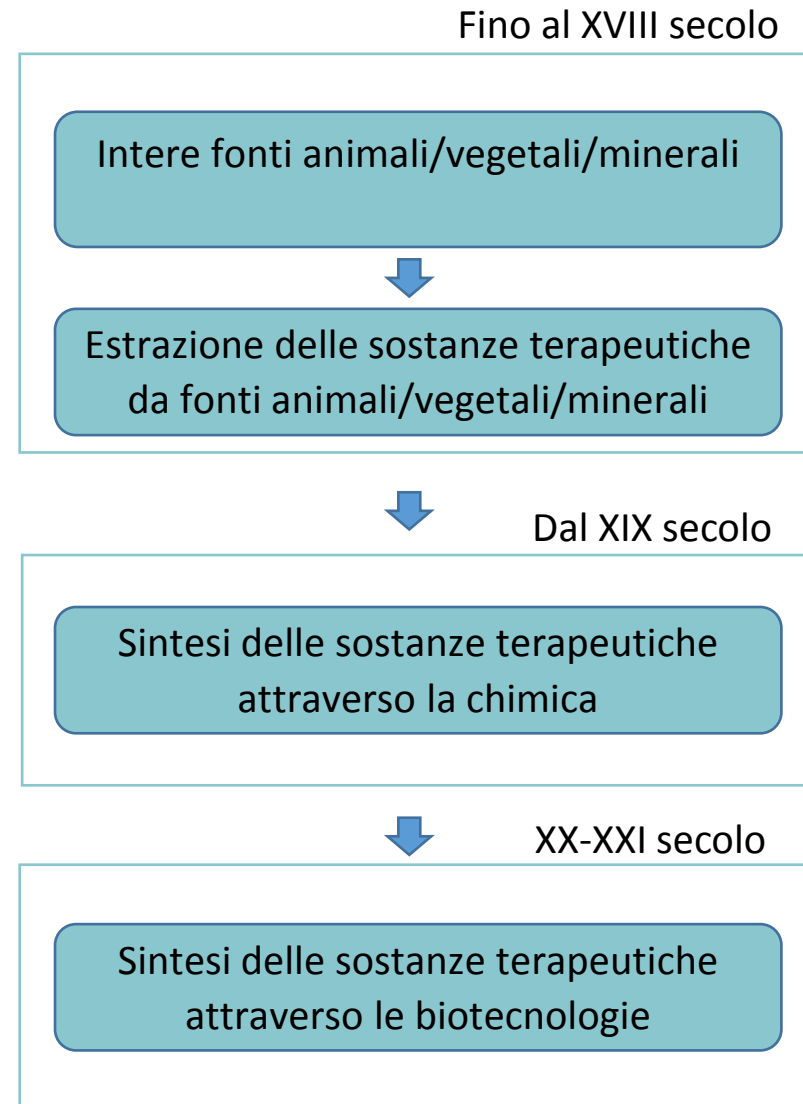 Fino al XVIII secolo
Intere fonti animali/vegetali/minerali
Estrazione delle sostanze terapeutiche
da fonti animali/vegetali/minerali
Dal XIX secolo
Sintesi delle sostanze terapeutiche
attraverso la chimica
XX-XXI secolo
Sintesi delle sostanze terapeutiche
attraverso le biotecnologie